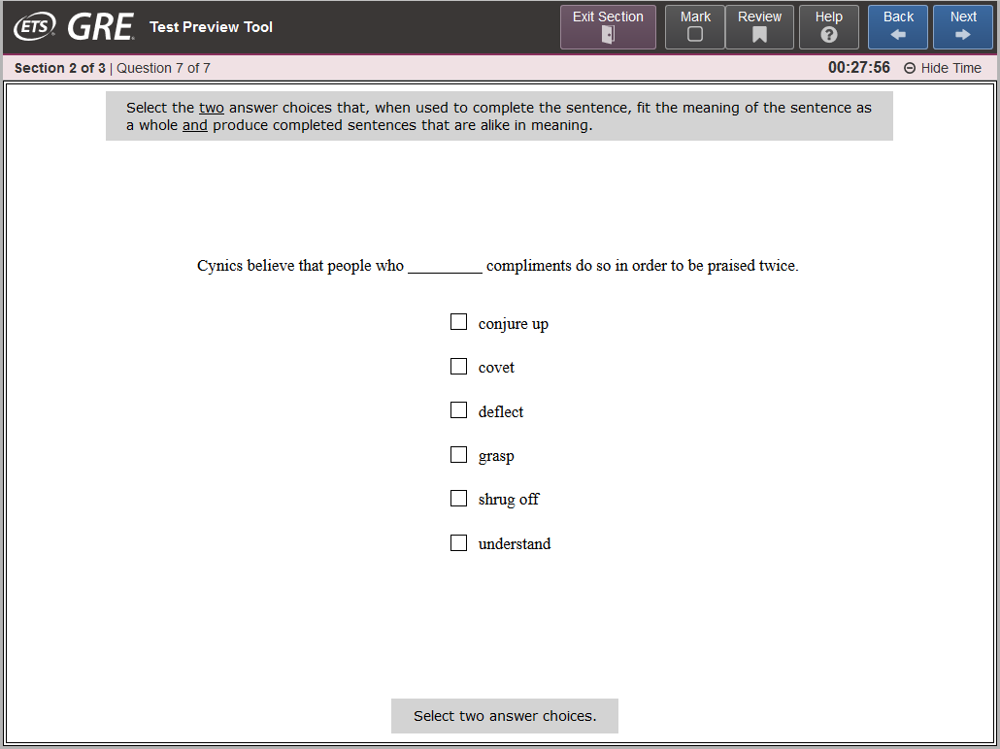 ETS GRE Test Preview Tool Exit Section Mark Review Help Back Next
Section 2 of 3 | Question 7 of 7 00:27:56 Hide Time
Select the two answer choices that, when used to complete the sentence, fit the meaning of the sentence as
a whole and produce completed sentences that are alike in meaning.
Cynics believe that people who _________ compliments do so in order to be praised twice.
conjure up
covet
deflect
grasp
shrug off
understand
Select two answer choices.